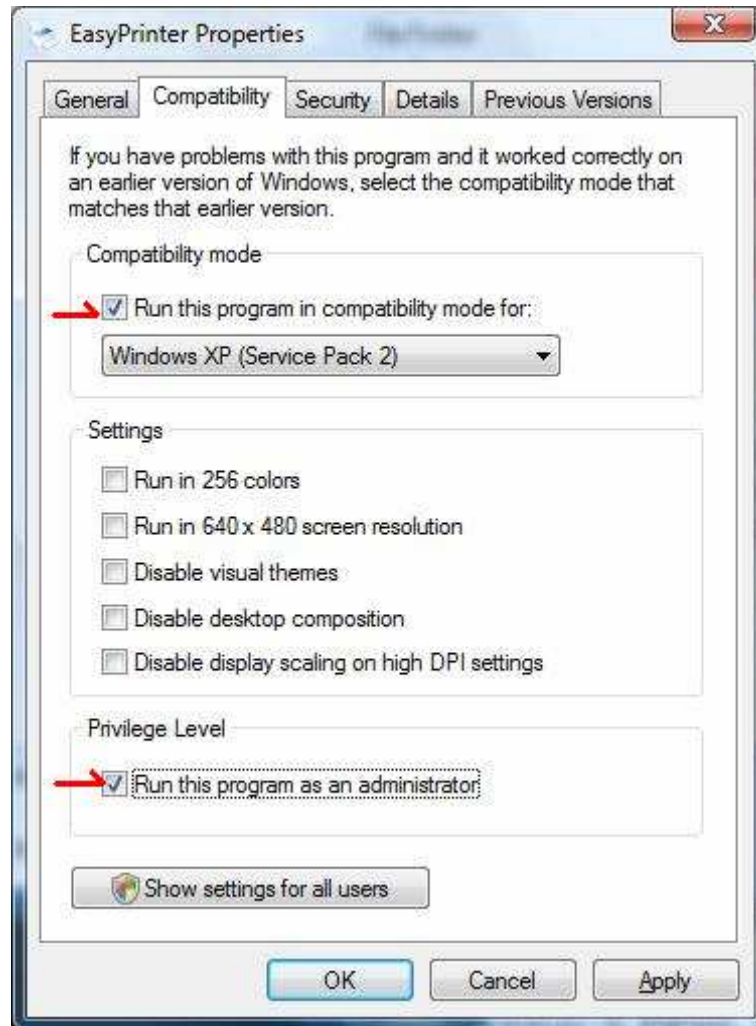 EasyPrinter Properties
General Compatibility Security Details Previous Versions
If you have problems with this program and it worked correctly on
an earlier version of Windows, select the compatibility mode that
matches that earlier version.
Compatibility mode
Run this program in compatibility mode for:
Windows XP (Service Pack 2)
Settings
Run in 256 colors
Run in 640 x 480 screen resolution
Disable visual themes
Disable desktop composition
Disable display scaling on high DPI settings
Privilege Level
Run this program as an administrator
Show settings for all users
OK Cancel Apply